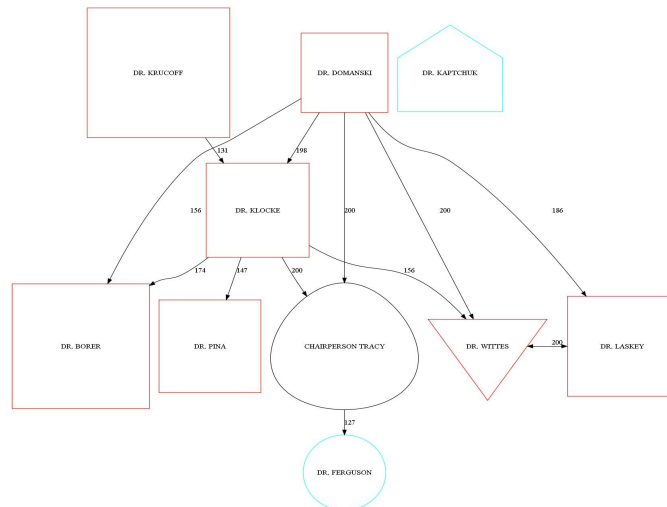 DR. KRUCOFF
DR. DOMANSKI
DR. KAPTCHUK
131
198
DR. KLOCKE
156
200
200
186
174
147
200
156
DR. BORER
DR. PINA
CHAIRPERSON TRACY
DR. WITTES
200
DR. LASKEY
127
DR. FERGUSON